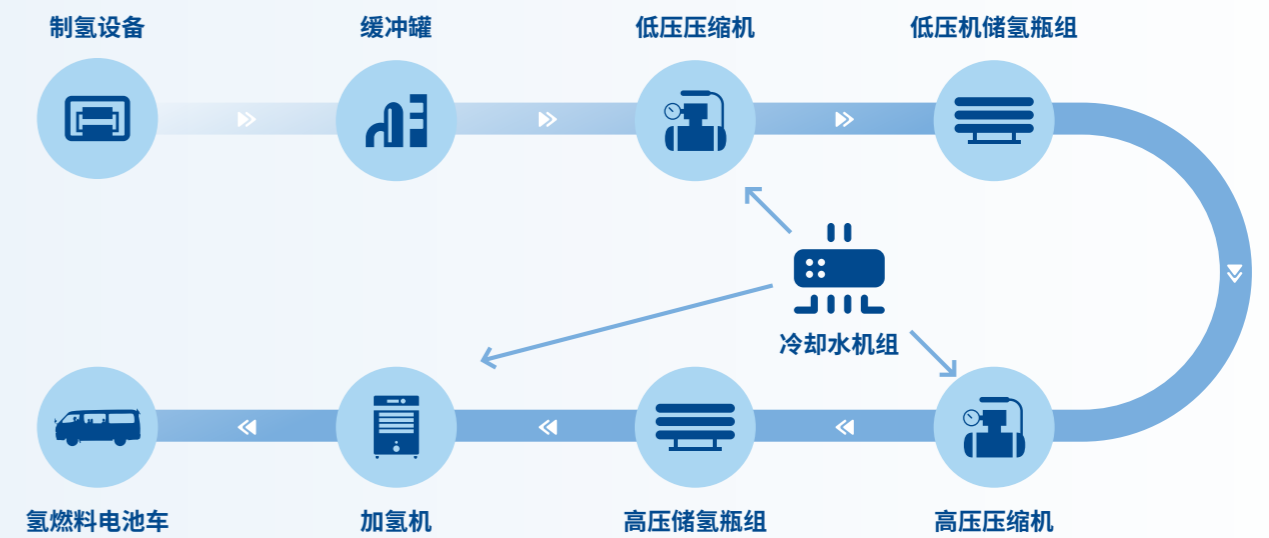 制氢设备
缓冲罐
低压压缩机
低压机储氢瓶组
冷却水机组
氢燃料电池车
加氢机
高压储氢瓶组
高压压缩机